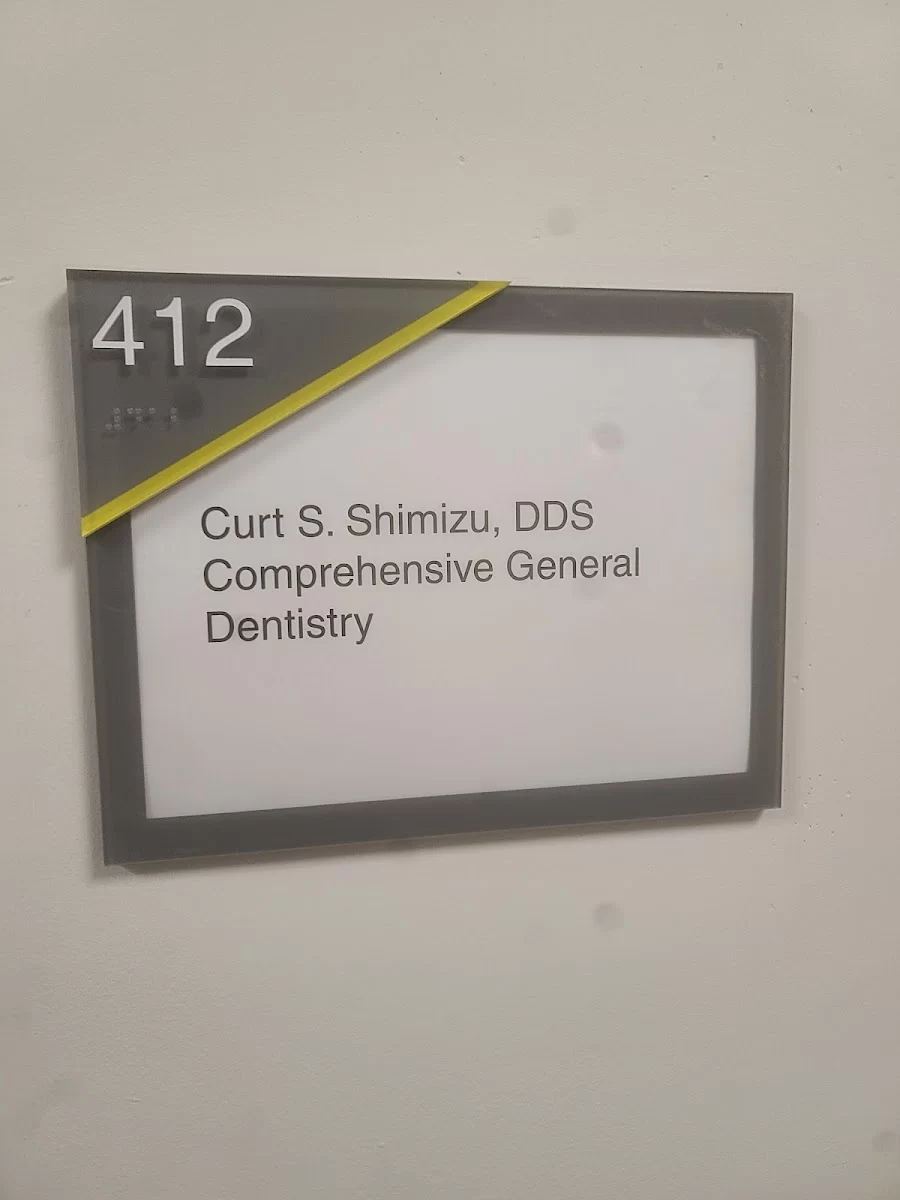 412
Curt S. Shimizu, DDS
Comprehensive General
Dentistry